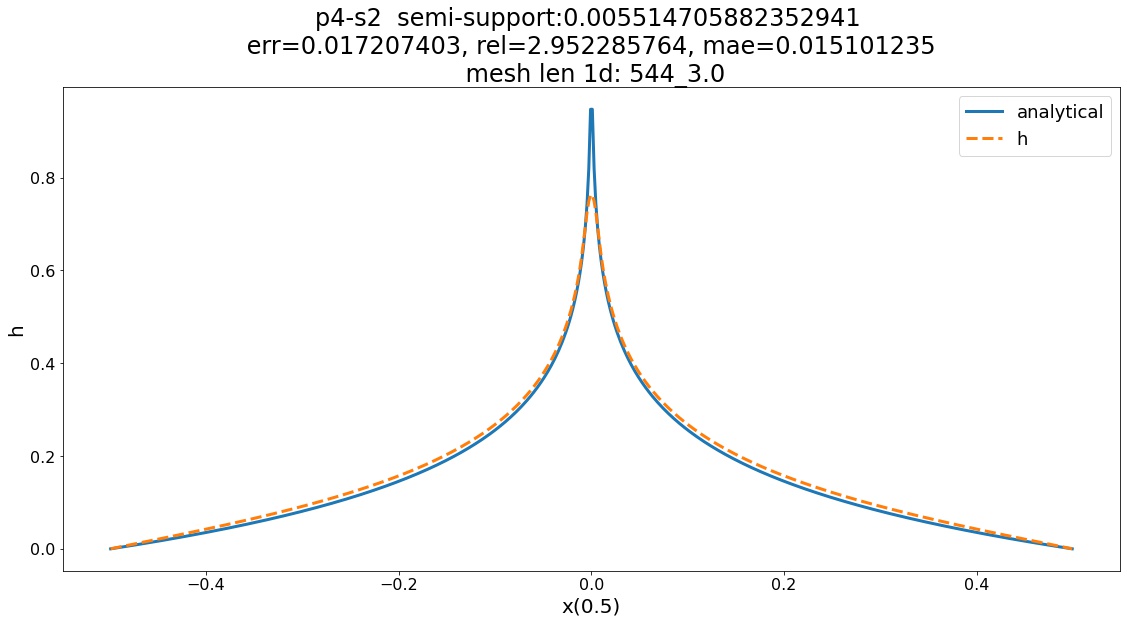 p4-s2  semi-support:0.005514705882352941
err=0.017207403, rel=2.952285764, mae=0.015101235
mesh len 1d: 544_3.0
analytical
h
h
0.8
0.6
0.4
0.2
0.0
−0.4
−0.2
0.0
0.2
0.4
x(0.5)